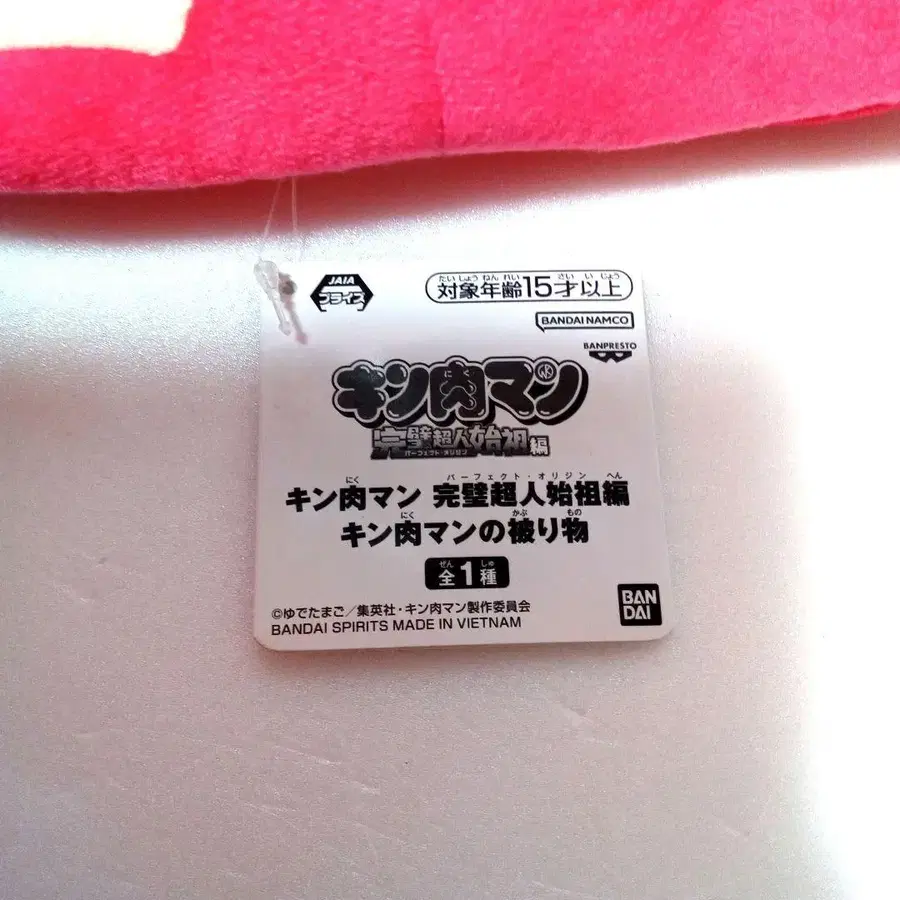 JAIA
プライズ
たいしょうねんれい さいいじょう
対象年齢15才以上
BANDAI NAMCO
BANPRESTO
にく
キン肉マン
完璧超人始祖編
パーフェクト・オリジン
にく パーフェクト・オリジン へん
キン肉マン 完璧超人始祖編
にく かぶ もの
キン肉マンの被り物
ぜん しゅ
全1種
©ゆでたまご／集英社・キン肉マン製作委員会
BANDAI SPIRITS MADE IN VIETNAM
BAN
DAI